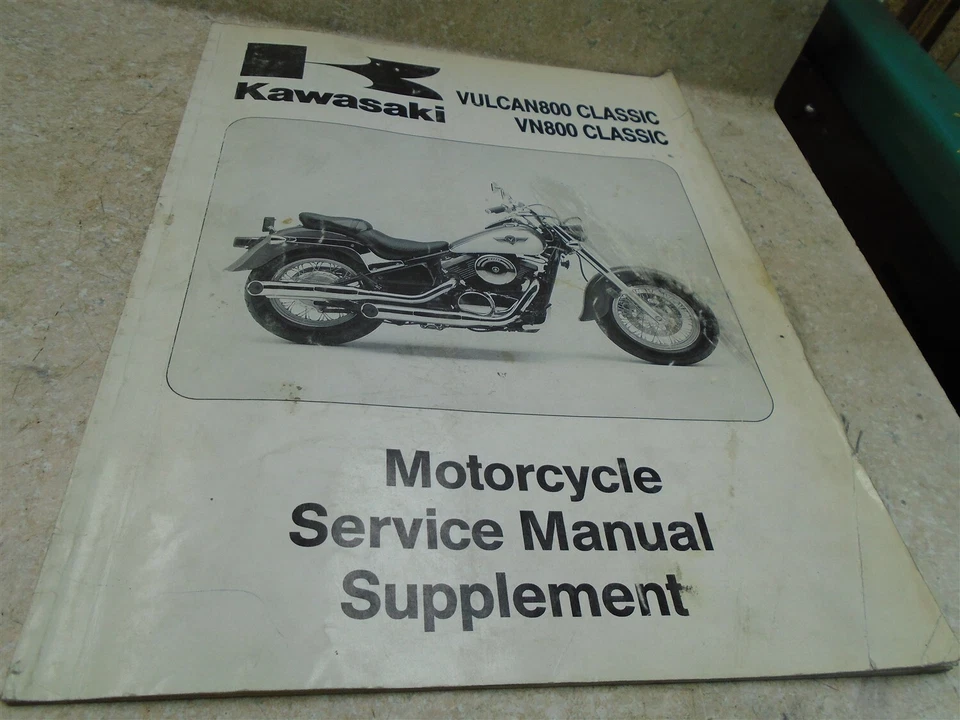 Kawasaki
VULCAN800 CLASSIC
VN800 CLASSIC
Motorcycle
Service Manual
Supplement